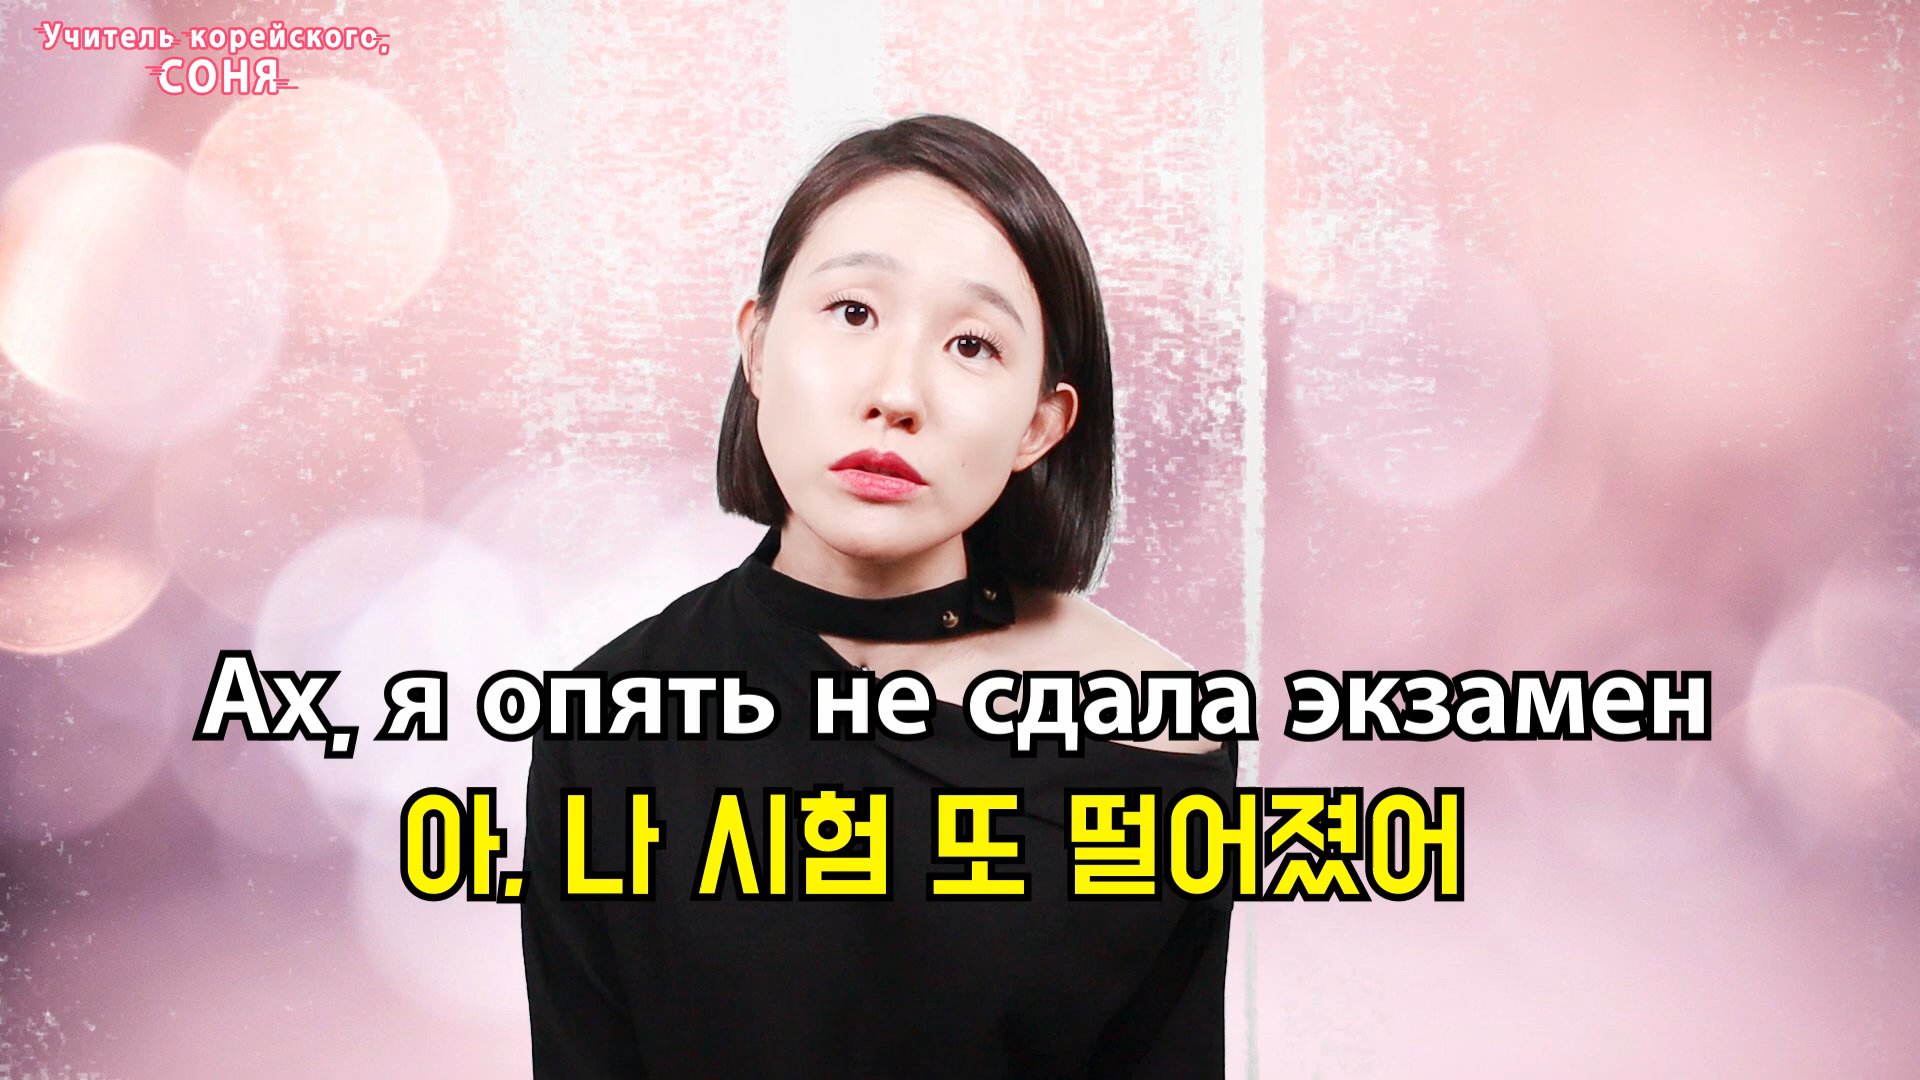 Учитель корейского,
СОНЯ
Ах, я опять не сдала экзамен
아, 나 시험 또 떨어졌어